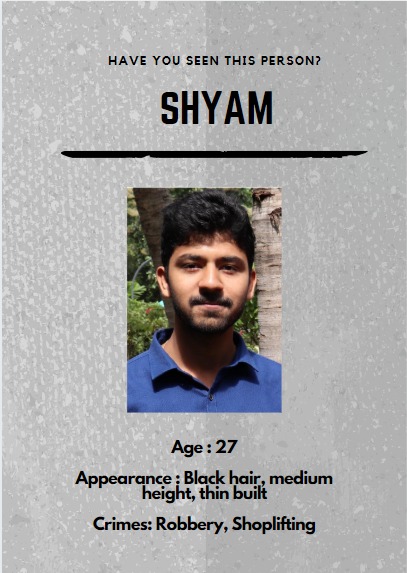 HAVE YOU SEEN THIS PERSON?
SHYAM
Age : 27
Appearance : Black hair, medium
height, thin built
Crimes: Robbery, Shoplifting